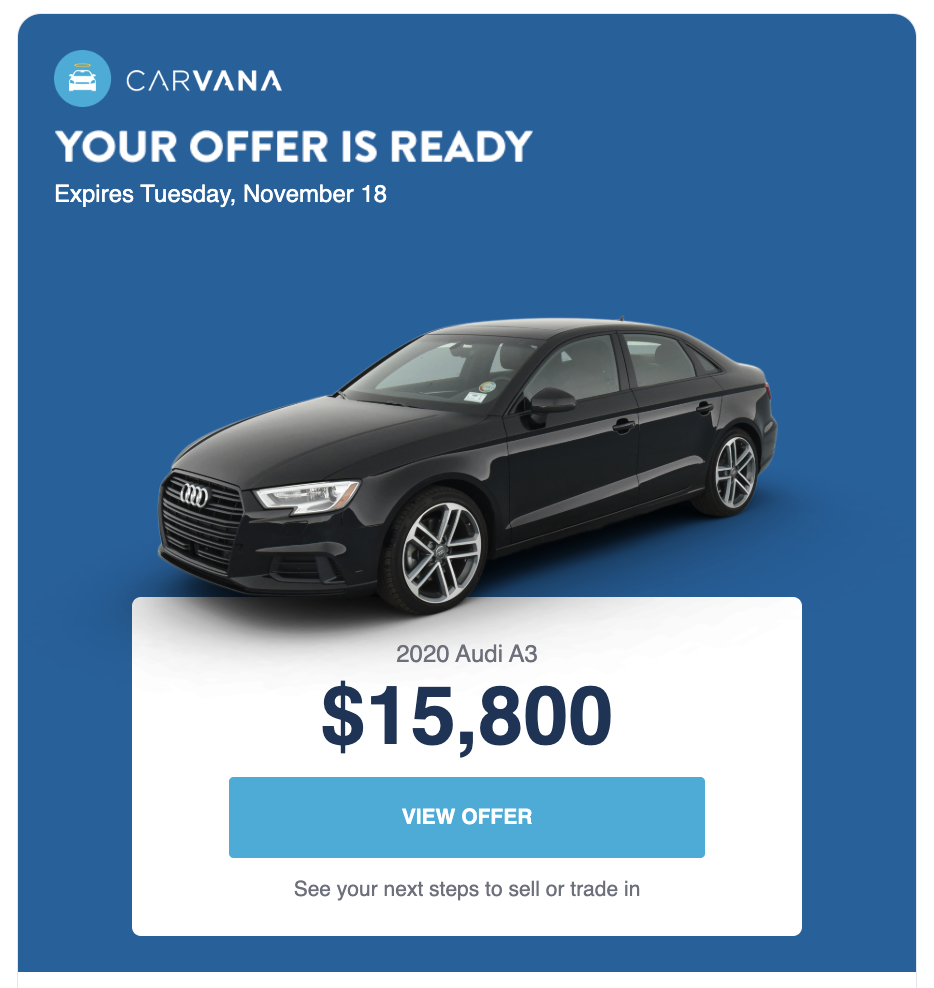 CARVANA
YOUR OFFER IS READY
Expires Tuesday, November 18
2020 Audi A3
$15,800
VIEW OFFER
See your next steps to sell or trade in